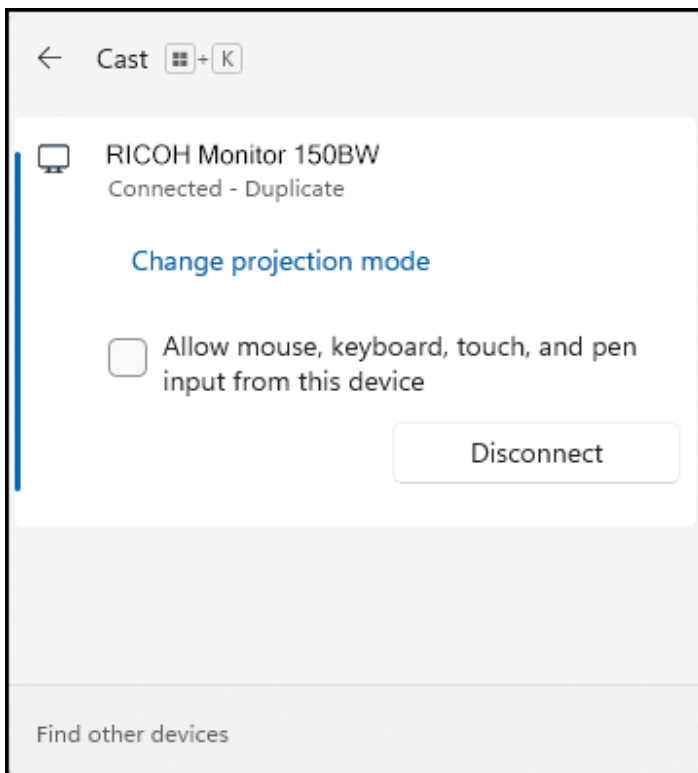 Cast + K
RICOH Monitor 150BW
Connected - Duplicate
Change projection mode
Allow mouse, keyboard, touch, and pen
input from this device
Disconnect
Find other devices